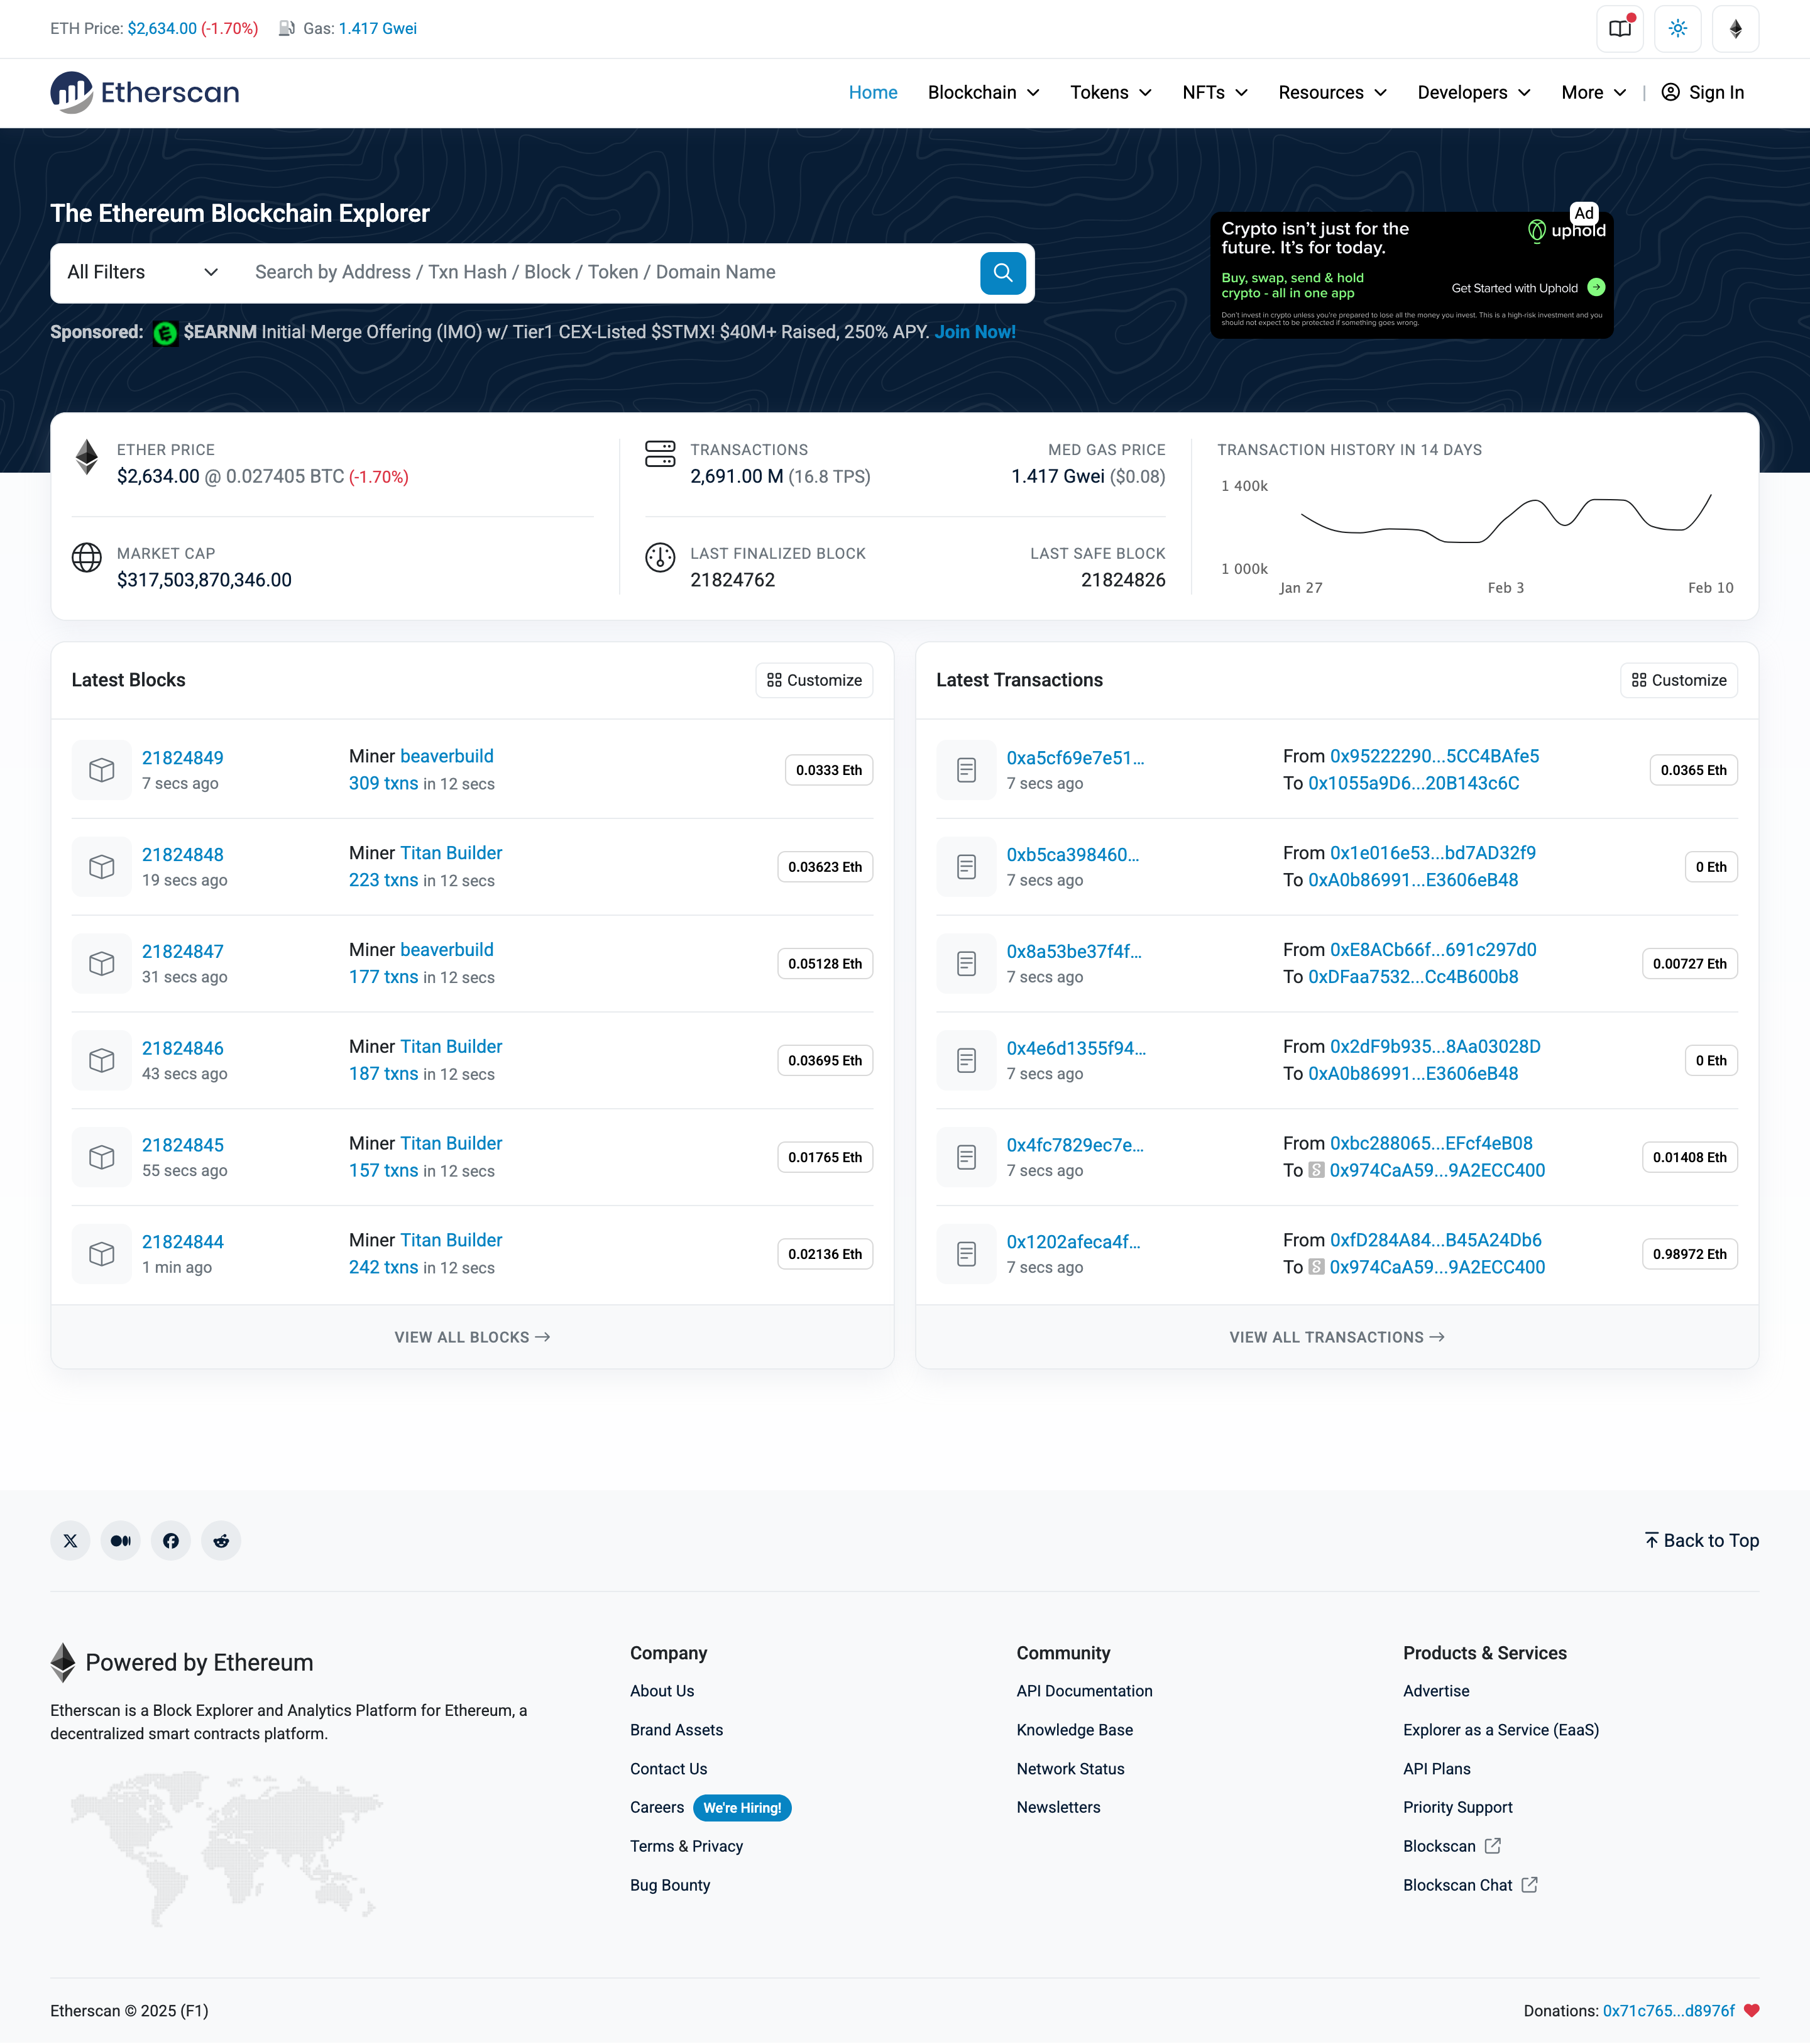 ETH Price: $2,634.00 (-1.70%) Gas: 1.417 Gwei
Etherscan
Home Blockchain Tokens NFTs Resources Developers More | Sign In
The Ethereum Blockchain Explorer
All Filters Search by Address / Txn Hash / Block / Token / Domain Name
Sponsored: $EARNM Initial Merge Offering (IMO) w/ Tier1 CEX-Listed $STMX! $40M+ Raised, 250% APY. Join Now!
Ad
Crypto isn't just for the
future. It's for today.
uphold
Buy, swap, send & hold
crypto - all in one app
Get Started with Uphold
Don't invest in crypto unless you're prepared to lose all the money you invest. This is a high-risk investment and you
should not expect to be protected if something goes wrong.
ETHER PRICE
$2,634.00 @ 0.027405 BTC (-1.70%)
MARKET CAP
$317,503,870,346.00
TRANSACTIONS
2,691.00 M (16.8 TPS)
MED GAS PRICE
1.417 Gwei ($0.08)
LAST FINALIZED BLOCK
21824762
LAST SAFE BLOCK
21824826
TRANSACTION HISTORY IN 14 DAYS
1 400k
1 000k
Jan 27 Feb 3 Feb 10
Latest Blocks
Customize
21824849
7 secs ago
Miner beaverbuild
309 txns in 12 secs
0.0333 Eth
21824848
19 secs ago
Miner Titan Builder
223 txns in 12 secs
0.03623 Eth
21824847
31 secs ago
Miner beaverbuild
177 txns in 12 secs
0.05128 Eth
21824846
43 secs ago
Miner Titan Builder
187 txns in 12 secs
0.03695 Eth
21824845
55 secs ago
Miner Titan Builder
157 txns in 12 secs
0.01765 Eth
21824844
1 min ago
Miner Titan Builder
242 txns in 12 secs
0.02136 Eth
VIEW ALL BLOCKS
Latest Transactions
Customize
0xa5cf69e7e51...
7 secs ago
From 0x95222290...5CC4BAfe5
To 0x1055a9D6...20B143c6C
0.0365 Eth
0xb5ca398460...
7 secs ago
From 0x1e016e53...bd7AD32f9
To 0xA0b86991...E3606eB48
0 Eth
0x8a53be37f4f...
7 secs ago
From 0xE8ACb66f...691c297d0
To 0xDFaa7532...Cc4B600b8
0.00727 Eth
0x4e6d1355f94...
7 secs ago
From 0x2dF9b935...8Aa03028D
To 0xA0b86991...E3606eB48
0 Eth
0x4fc7829ec7e...
7 secs ago
From 0xbc288065...EFcf4eB08
To 0x974CaA59...9A2ECC400
0.01408 Eth
0x1202afeca4f...
7 secs ago
From 0xfD284A84...B45A24Db6
To 0x974CaA59...9A2ECC400
0.98972 Eth
VIEW ALL TRANSACTIONS
Back to Top
Powered by Ethereum
Etherscan is a Block Explorer and Analytics Platform for Ethereum, a
decentralized smart contracts platform.
Company
About Us
Brand Assets
Contact Us
Careers We're Hiring!
Terms & Privacy
Bug Bounty
Community
API Documentation
Knowledge Base
Network Status
Newsletters
Products & Services
Advertise
Explorer as a Service (EaaS)
API Plans
Priority Support
Blockscan
Blockscan Chat
Etherscan © 2025 (F1)
Donations: 0x71c765...d8976f